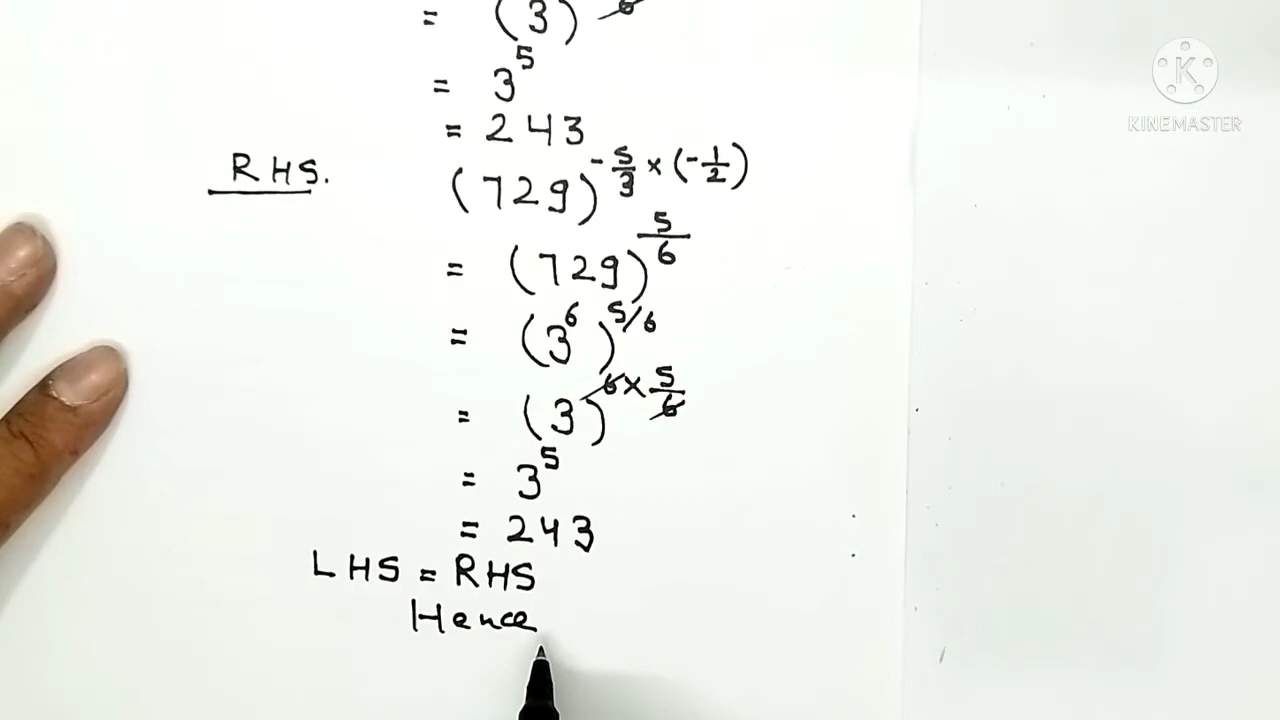 = (3) 6
= 3^5
= 243
RHS. (729)^{-5/3 × (-1/2)}
= (729)^{5/6}
= (3^6)^{5/6}
= (3)^{6 × 5/6}
= 3^5
= 243
LHS = RHS
Hence
K
KINEMASTER